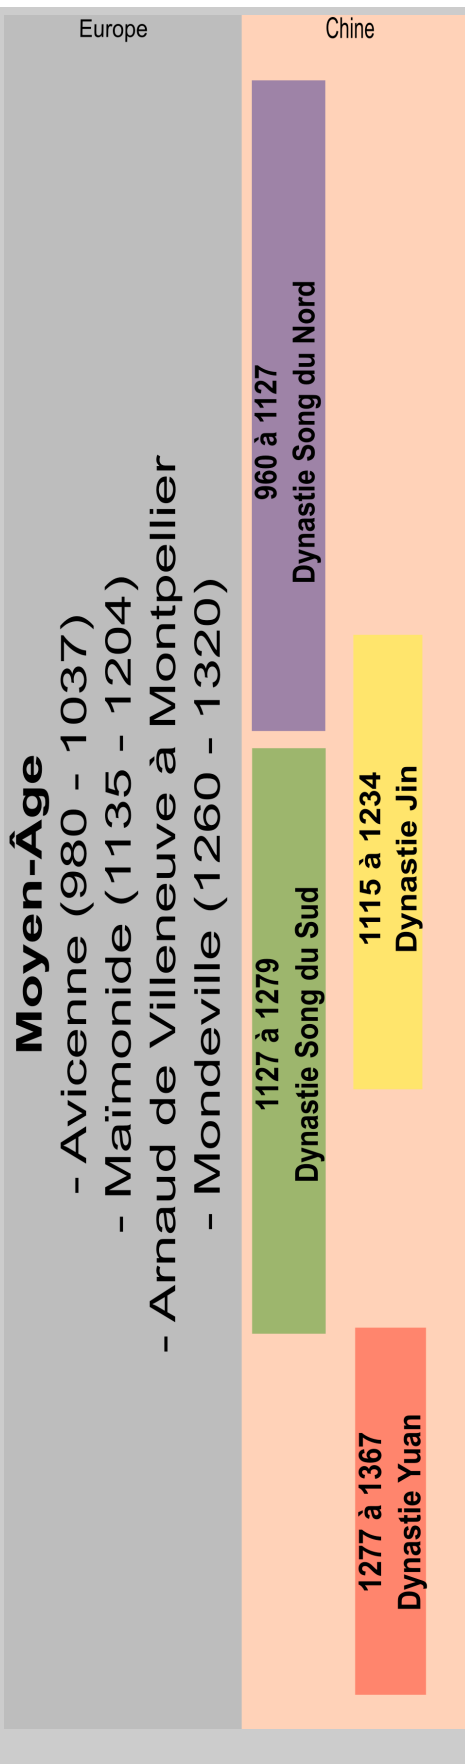 Europe
Chine
Moyen-Âge
- Avicenne (980 - 1037)
- Maïmonide (1135 - 1204)
- Arnaud de Villeneuve à Montpellier
- Mondeville (1260 - 1320)
960 à 1127
Dynastie Song du Nord
1127 à 1279
Dynastie Song du Sud
1115 à 1234
Dynastie Jin
1277 à 1367
Dynastie Yuan